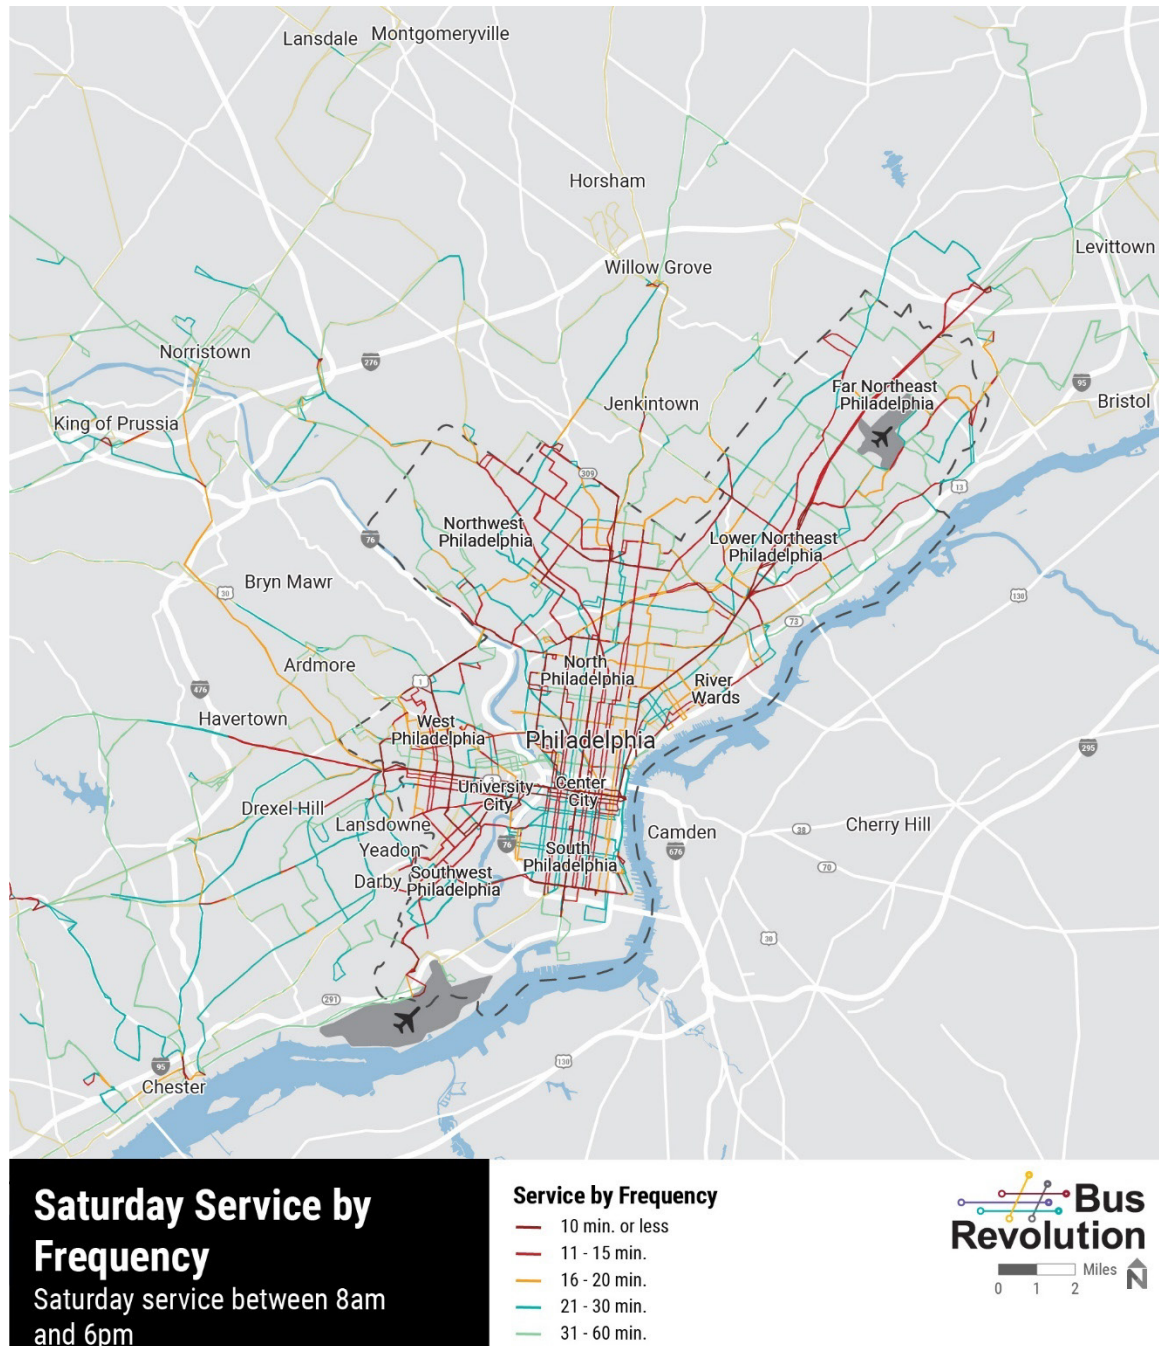 Lansdale
Montgomeryville
Horsham
Levittown
Willow Grove
Norristown
276
Far Northeast
Philadelphia
95
Bristol
Jenkintown
King of Prussia
309
13
Northwest
Philadelphia
76
Lower Northeast
Philadelphia
Bryn Mawr
30
130
73
Ardmore
North
Philadelphia
1
River
Wards
476
Havertown
West
Philadelphia
Philadelphia
295
3
University
City
Center
City
Drexel Hill
Lansdowne
Camden
38
Cherry Hill
76
676
Yeadon
South
Philadelphia
70
Darby
Southwest
Philadelphia
30
291
130
95
Chester
Saturday Service by
Frequency
Saturday service between 8am
and 6pm
Service by Frequency
10 min. or less
11 - 15 min.
16 - 20 min.
21 - 30 min.
31 - 60 min.
Bus
Revolution
Miles
N
0 1 2